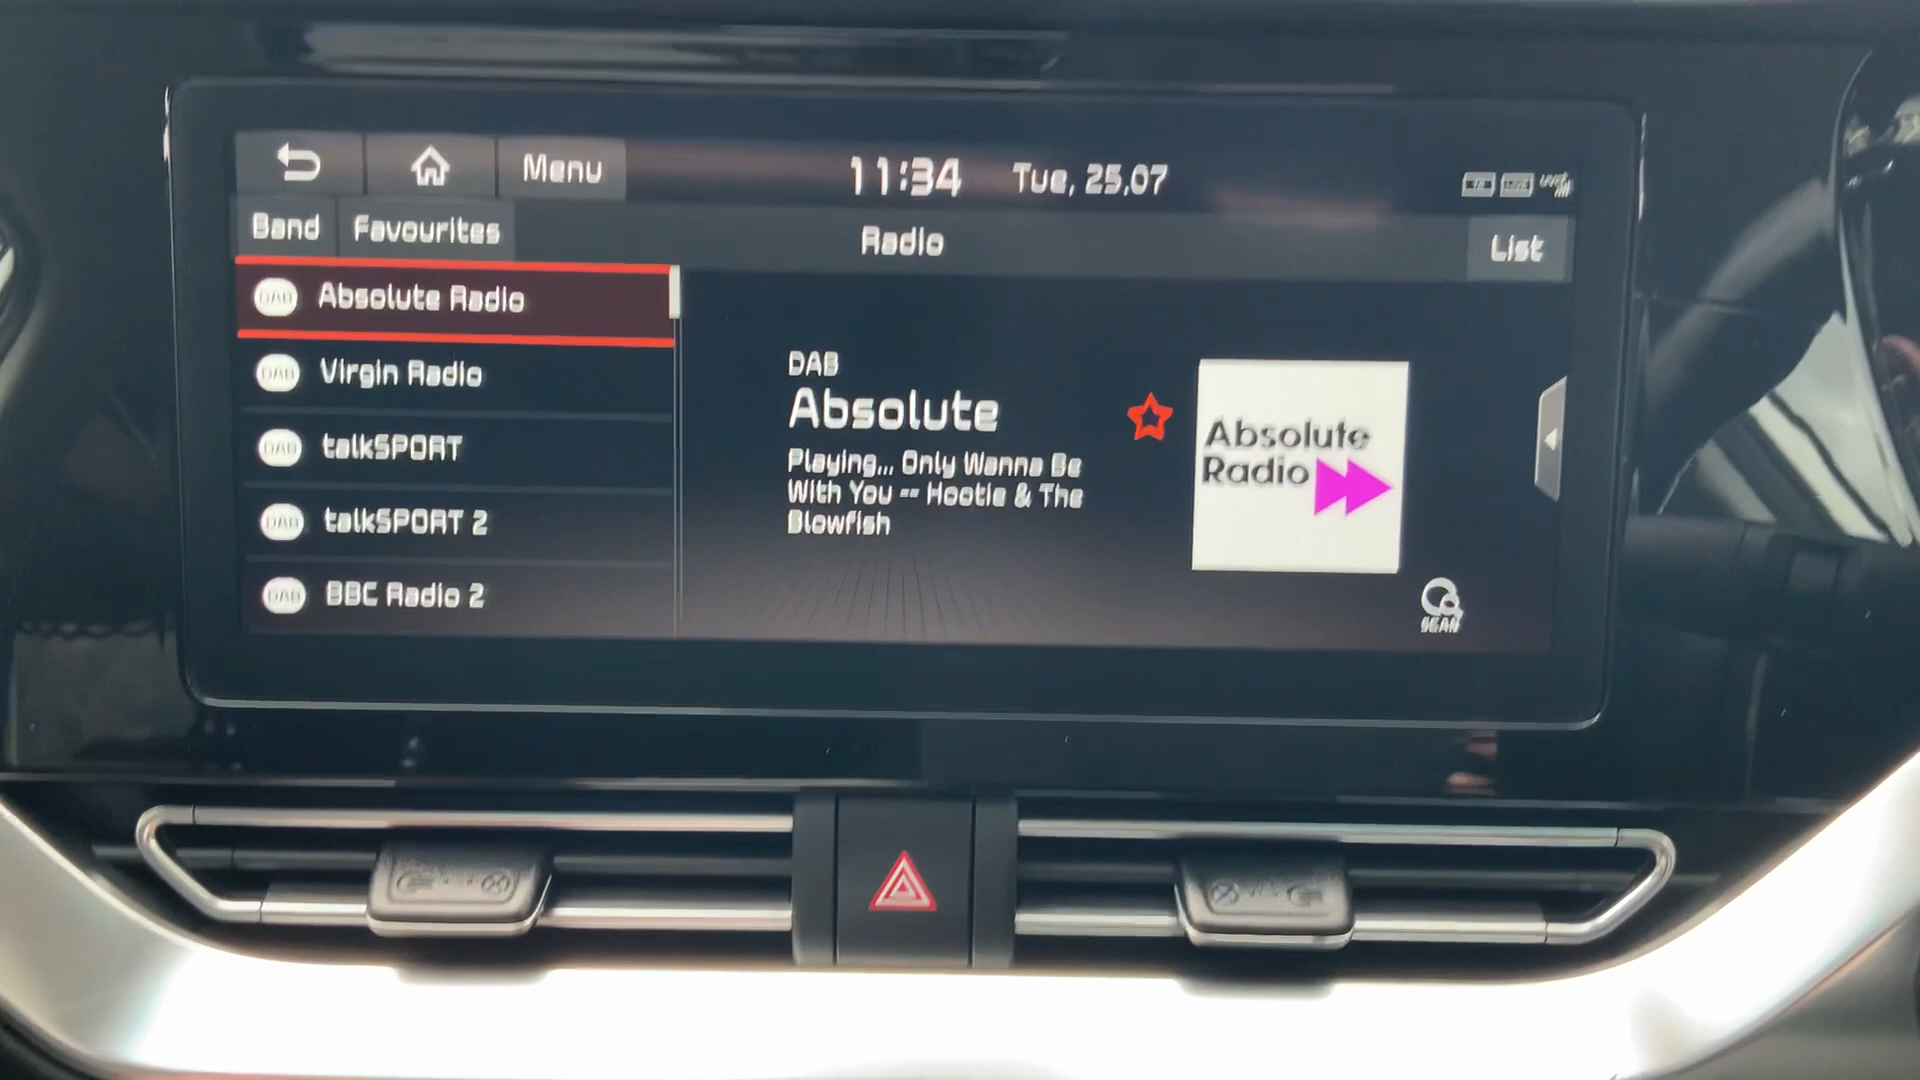 Menu
11:34
Tue, 25,07
Band
Favourites
Radio
List
DAB
Absolute Radio
DAB
Virgin Radio
DAB
talkSPORT
DAB
talkSPORT 2
DAB
BBC Radio 2
DAB
Absolute
Playing... Only Wanna Be
With You -- Hootie & The
Blowfish
Absolute
Radio
SCAN